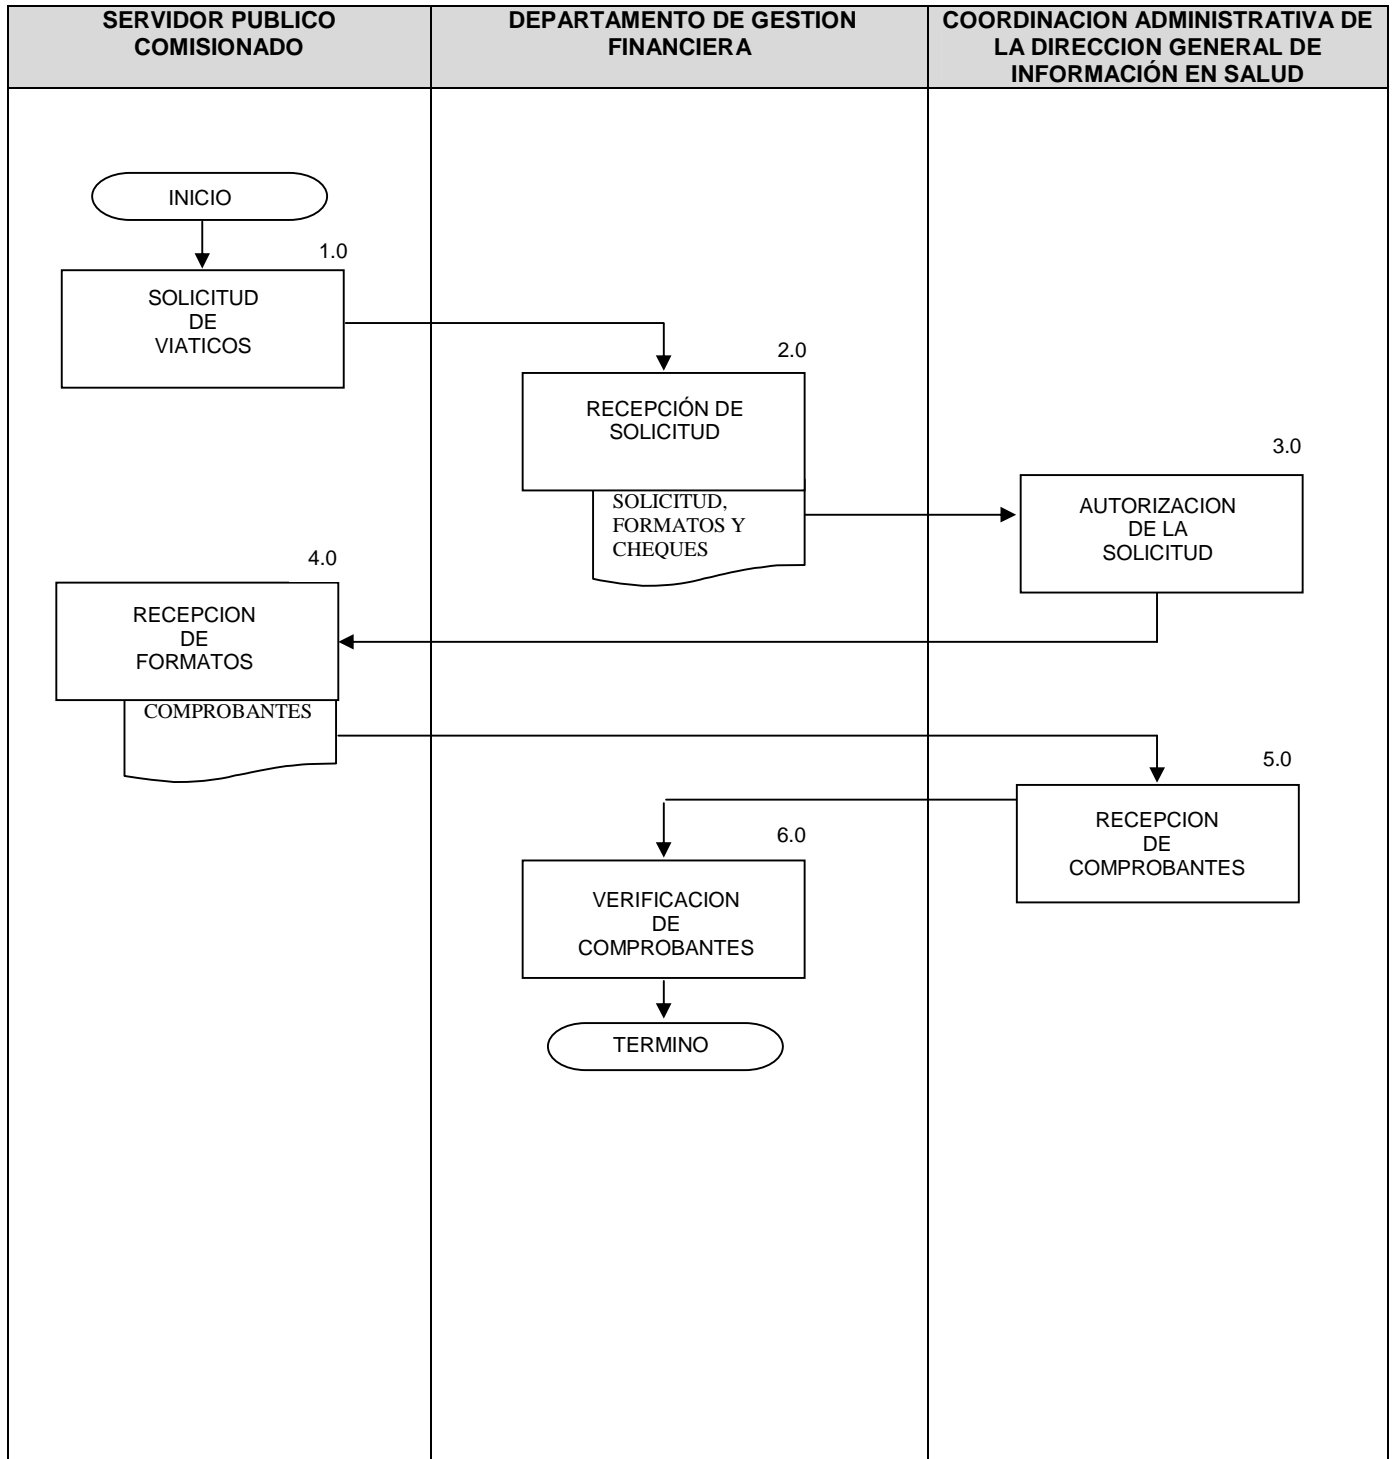 SERVIDOR PUBLICO
COMISIONADO
DEPARTAMENTO DE GESTION
FINANCIERA
COORDINACION ADMINISTRATIVA DE
LA DIRECCION GENERAL DE
INFORMACIÓN EN SALUD
INICIO
1.0
SOLICITUD
DE
VIATICOS
2.0
RECEPCIÓN DE
SOLICITUD
SOLICITUD,
FORMATOS Y
CHEQUES
3.0
AUTORIZACION
DE LA
SOLICITUD
4.0
RECEPCION
DE
FORMATOS
COMPROBANTES
5.0
RECEPCION
DE
COMPROBANTES
6.0
VERIFICACION
DE
COMPROBANTES
TERMINO